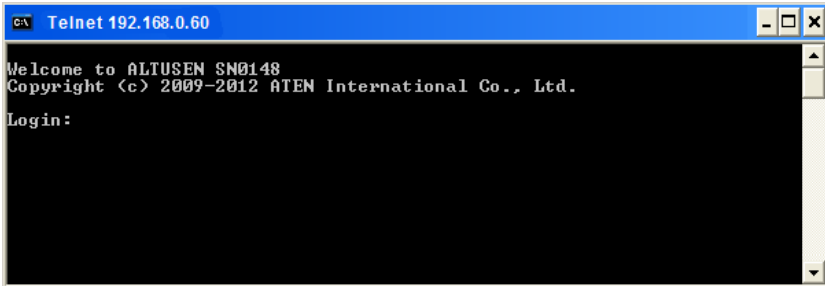 Telnet 192.168.0.60
Welcome to ALTUSEN SN0148
Copyright (c) 2009-2012 ATEN International Co., Ltd.
Login: